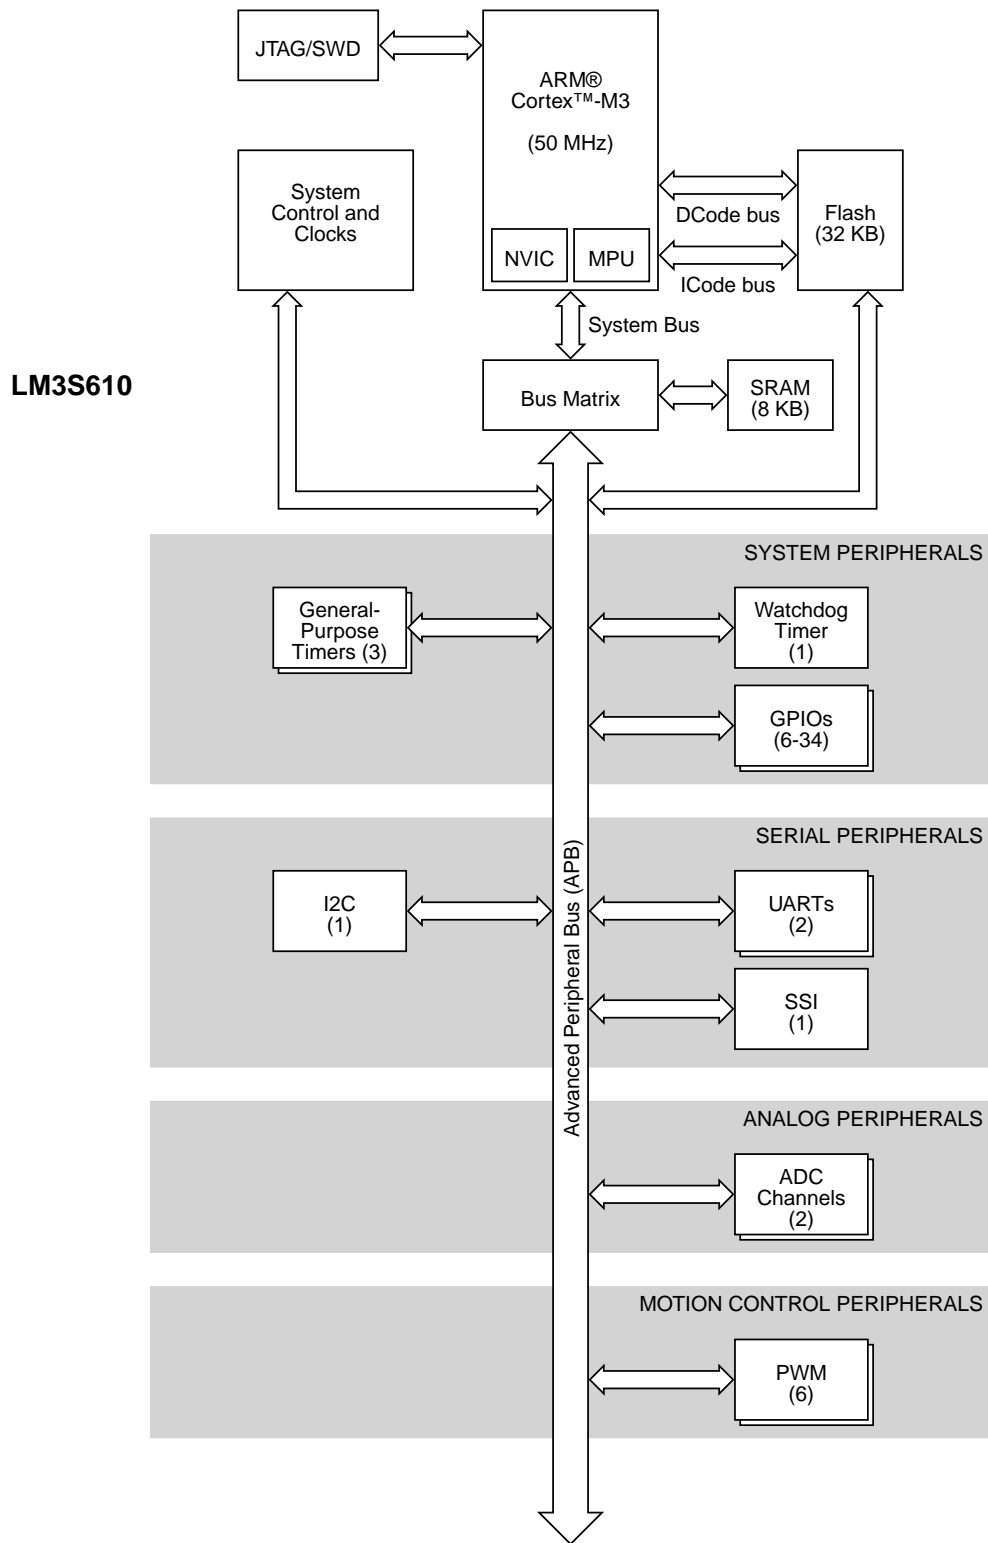 JTAG/SWD
ARM®
Cortex™-M3
(50 MHz)
System
Control and
Clocks
DCode bus
Flash
(32 KB)
NVIC
MPU
ICode bus
System Bus
LM3S610
Bus Matrix
SRAM
(8 KB)
SYSTEM PERIPHERALS
General-
Purpose
Timers (3)
Watchdog
Timer
(1)
GPIOs
(6-34)
SERIAL PERIPHERALS
Advanced Peripheral Bus (APB)
I2C
(1)
UARTs
(2)
SSI
(1)
ANALOG PERIPHERALS
ADC
Channels
(2)
MOTION CONTROL PERIPHERALS
PWM
(6)